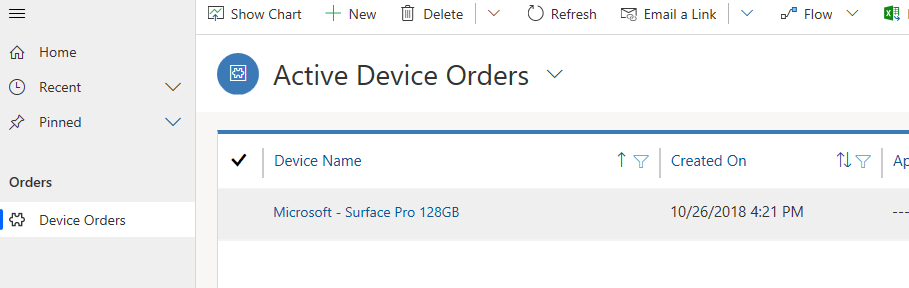 Show Chart New Delete Refresh Email a Link Flow
Home
Recent
Pinned
Orders
Device Orders
Active Device Orders
Device Name Created On Ap
Microsoft - Surface Pro 128GB 10/26/2018 4:21 PM ---